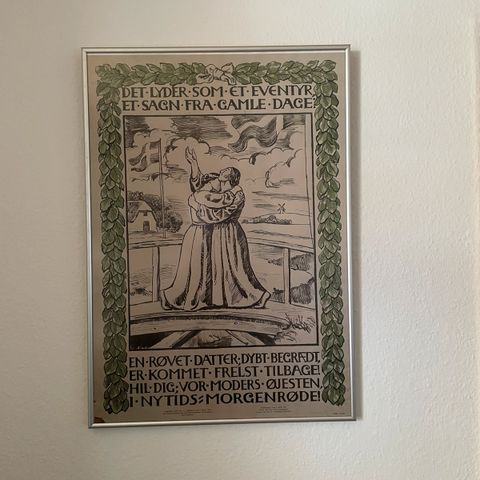 DET·LYDER·SOM·ET·EVENTYR,
ET·SAGN·FRA·GAMLE·DAGE:
EN·RØVET·DATTER;DYBT·BEGRÆDT,
ER·KOMMET·FRELST·TILBAGE!
HIL·DIG;VOR·MODERS·ØJESTEN,
I·NYTIDS=MORGENRØDE!